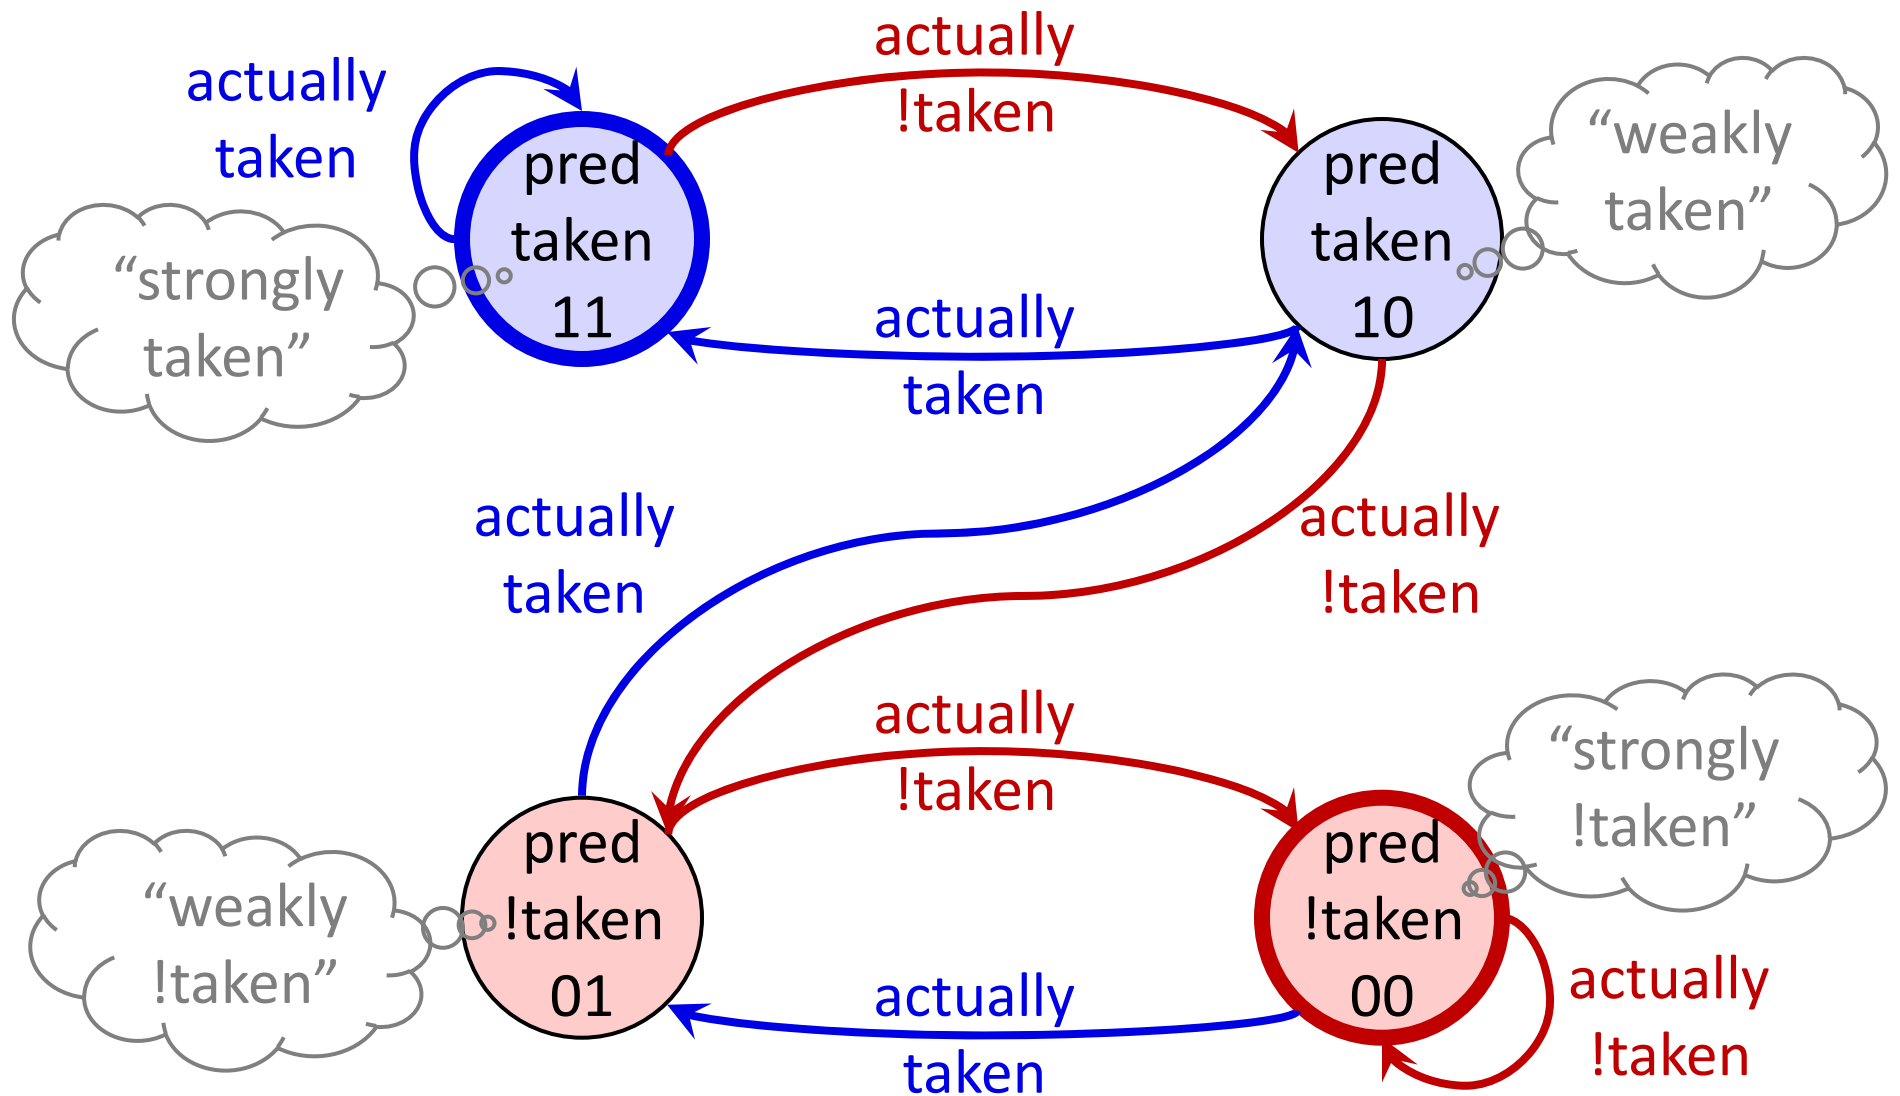 actually
!taken
actually
taken
pred
taken
11
pred
taken
10
“weakly
taken”
“strongly
taken”
actually
taken
actually
taken
actually
!taken
actually
!taken
pred
!taken
01
pred
!taken
00
“strongly
!taken”
“weakly
!taken”
actually
taken
actually
!taken